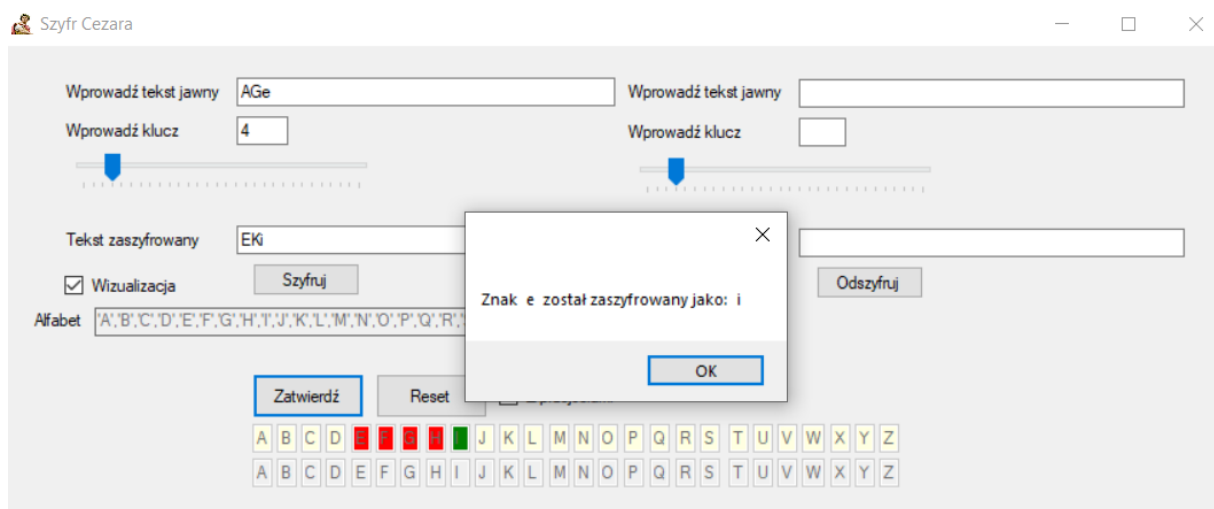 Szyfr Cezara
Wprowadź tekst jawny AGe Wprowadź tekst jawny
Wprowadź klucz 4 Wprowadź klucz
Tekst zaszyfrowany EKi
Wizualizacja Szyfruj Odszyfruj
Znak e został zaszyfrowany jako: i
Alfabet 'A','B','C','D','E','F','G','H','I','J','K','L','M','N','O','P','Q','R',
OK
Zatwierdź Reset
A B C D E F G H I J K L M N O P Q R S T U V W X Y Z
A B C D E F G H I J K L M N O P Q R S T U V W X Y Z